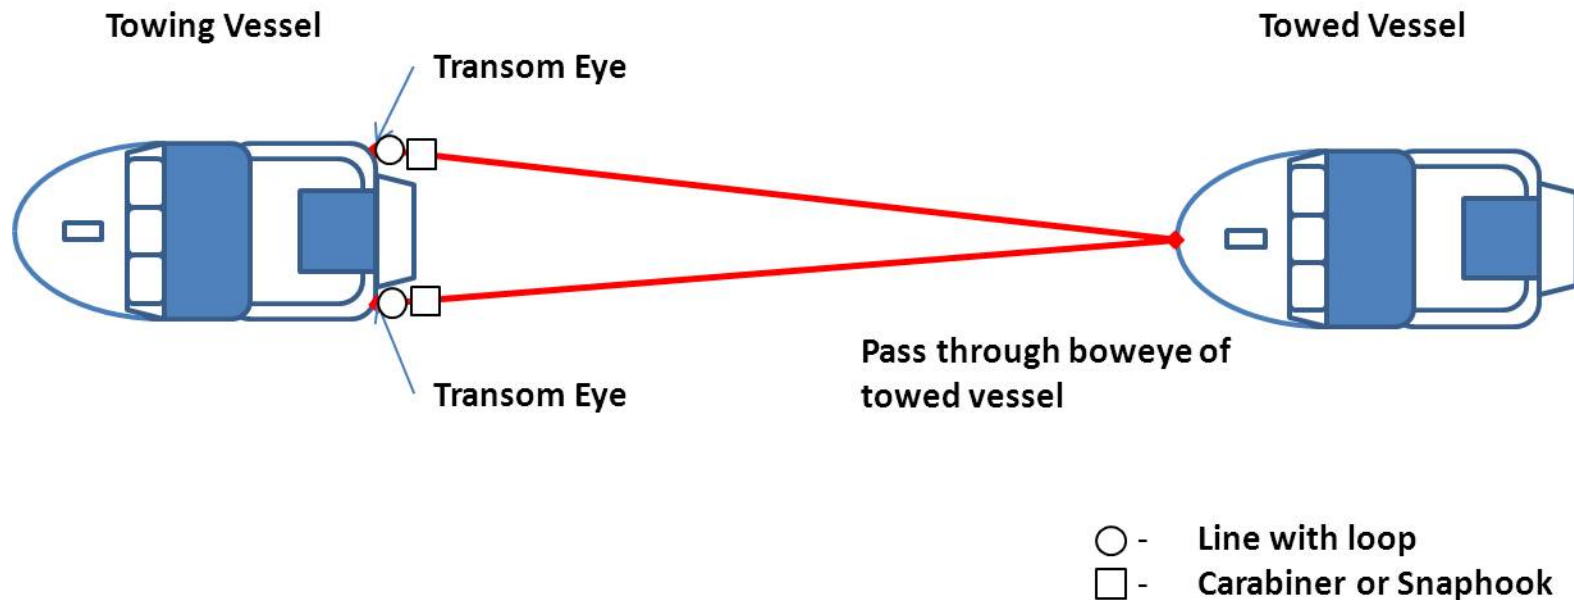 Towing Vessel
Towed Vessel
Transom Eye
Transom Eye
Pass through boweye of
towed vessel
- Line with loop
- Carabiner or Snaphook